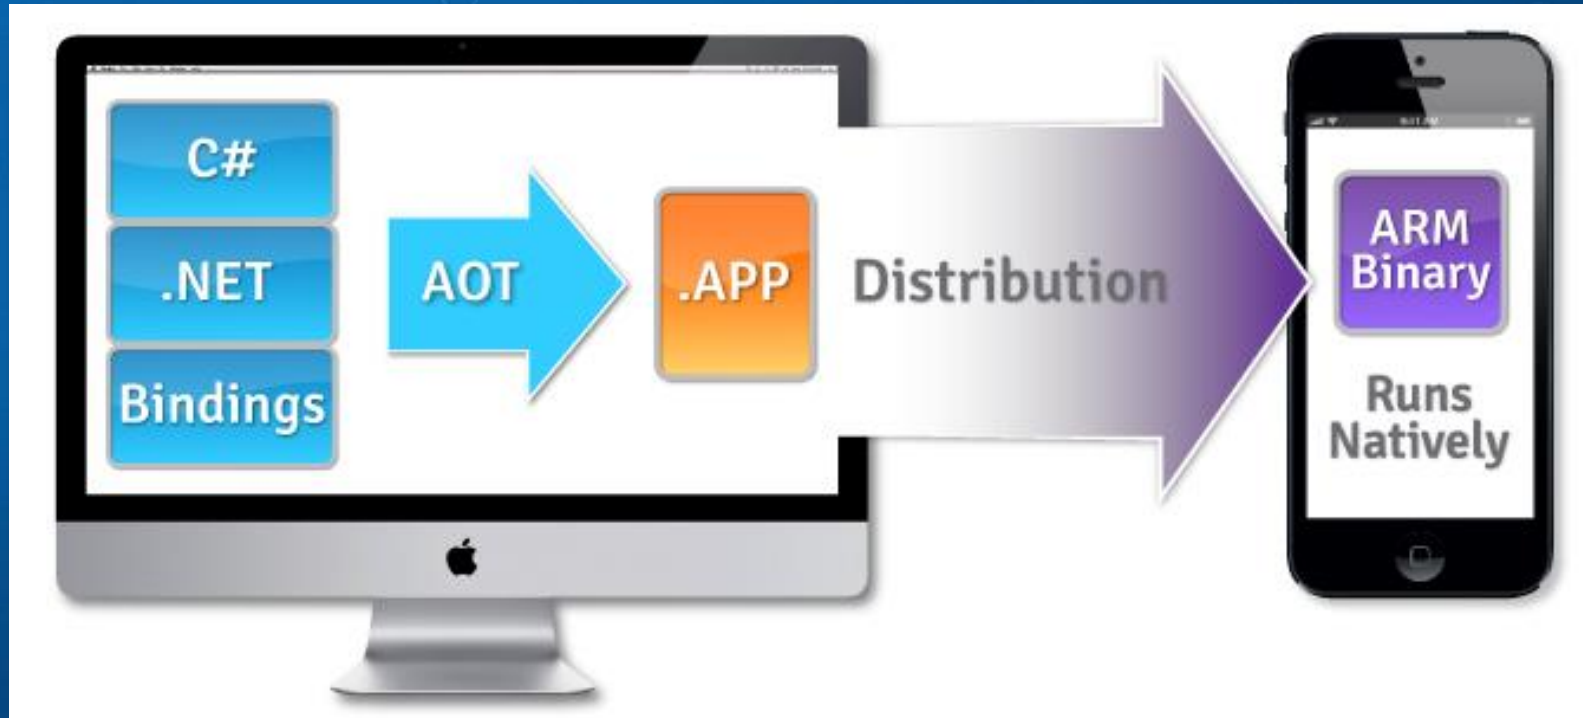 C#
.NET
Bindings
AOT
.APP
Distribution
ARM
Binary
Runs
Natively